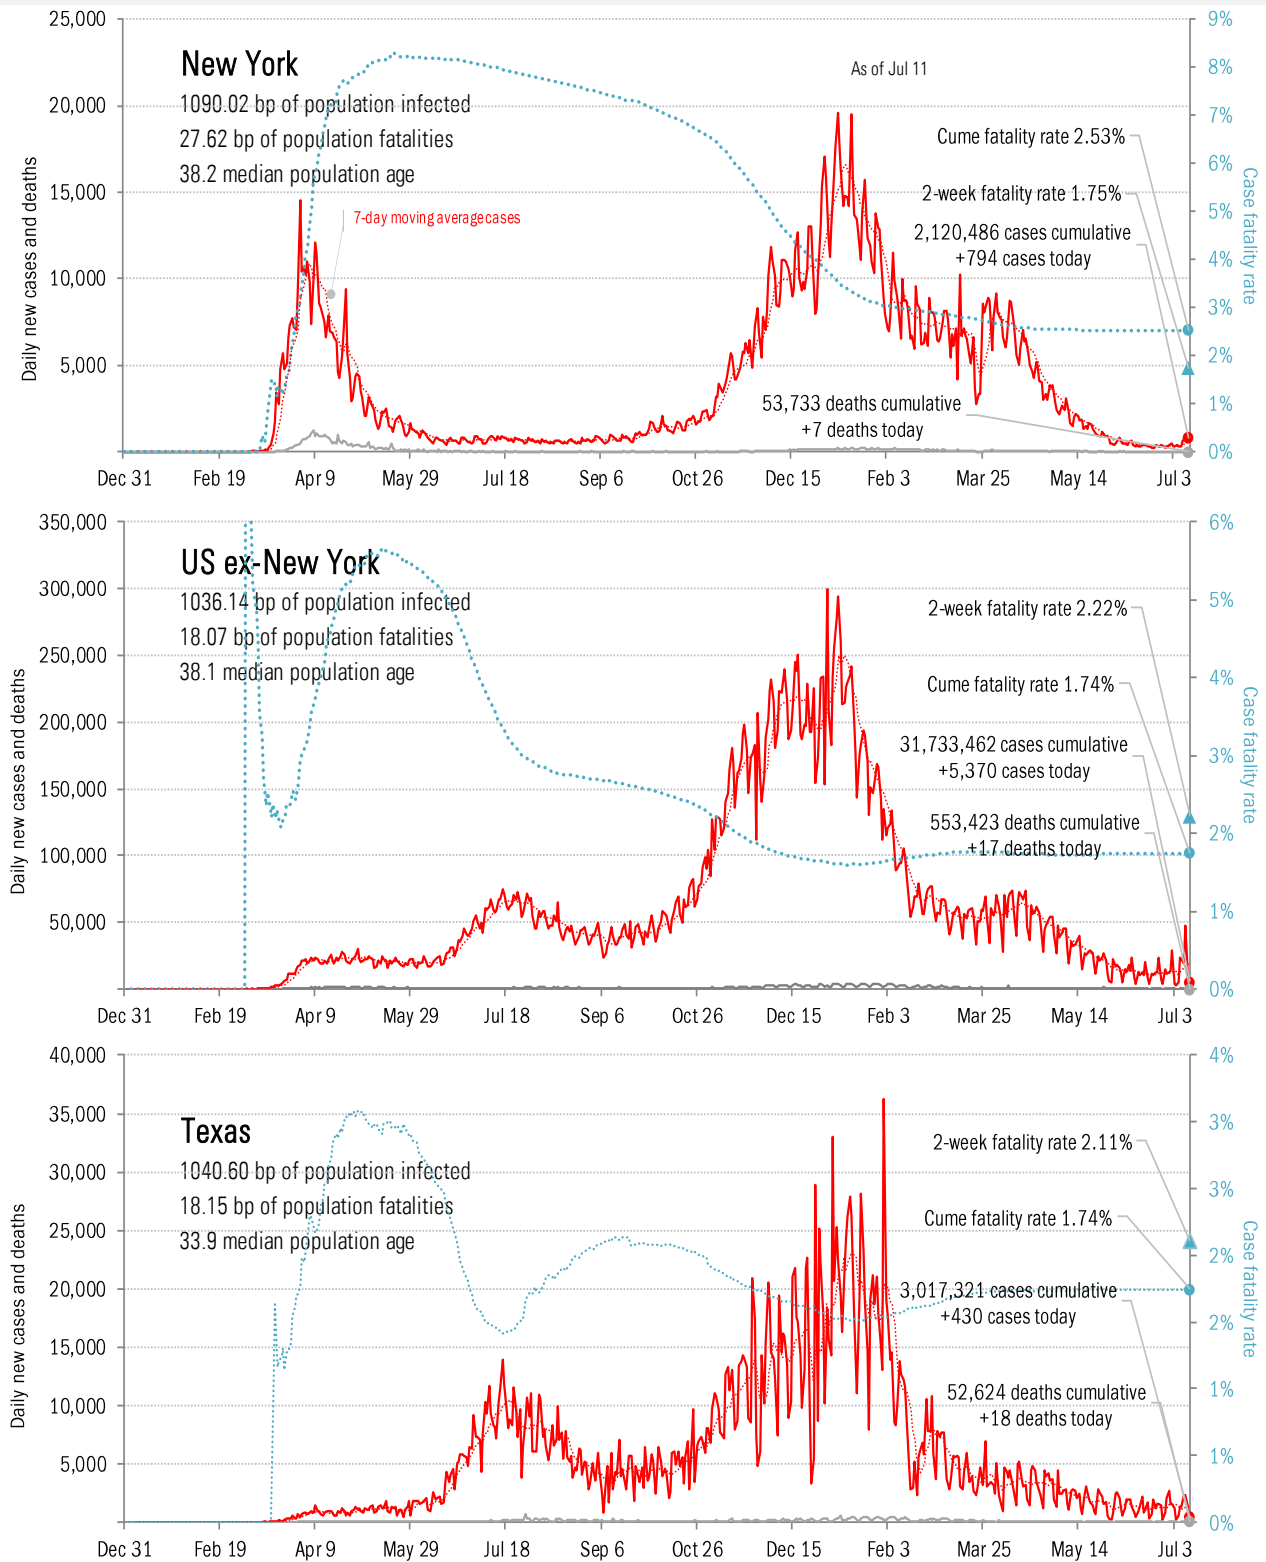 25,000
9%
New York
As of Jul 11
8%
1090.02 bp of population infected
20,000
7%
Cume fatality rate 2.53%
27.62 bp of population fatalities
6%
38.2 median population age
15,000
2-week fatality rate 1.75%
7-day moving average cases
5%
2,120,486 cases cumulative
+794 cases today
4%
10,000
3%
5,000
2%
53,733 deaths cumulative
+7 deaths today
1%
0%
Daily new cases and deaths
Case fatality rate
Dec 31 Feb 19 Apr 9 May 29 Jul 18 Sep 6 Oct 26 Dec 15 Feb 3 Mar 25 May 14 Jul 3
350,000
6%
US ex-New York
300,000
1036.14 bp of population infected
5%
2-week fatality rate 2.22%
18.07 bp of population fatalities
250,000
38.1 median population age
4%
Cume fatality rate 1.74%
200,000
31,733,462 cases cumulative
+5,370 cases today
3%
150,000
553,423 deaths cumulative
+17 deaths today
2%
100,000
50,000
1%
0%
Daily new cases and deaths
Case fatality rate
Dec 31 Feb 19 Apr 9 May 29 Jul 18 Sep 6 Oct 26 Dec 15 Feb 3 Mar 25 May 14 Jul 3
40,000
4%
35,000
3%
Texas
2-week fatality rate 2.11%
30,000
1040.60 bp of population infected
3%
18.15 bp of population fatalities
Cume fatality rate 1.74%
25,000
33.9 median population age
2%
20,000
3,017,321 cases cumulative
+430 cases today
2%
15,000
1%
52,624 deaths cumulative
+18 deaths today
10,000
5,000
1%
0%
Daily new cases and deaths
Case fatality rate
Dec 31 Feb 19 Apr 9 May 29 Jul 18 Sep 6 Oct 26 Dec 15 Feb 3 Mar 25 May 14 Jul 3